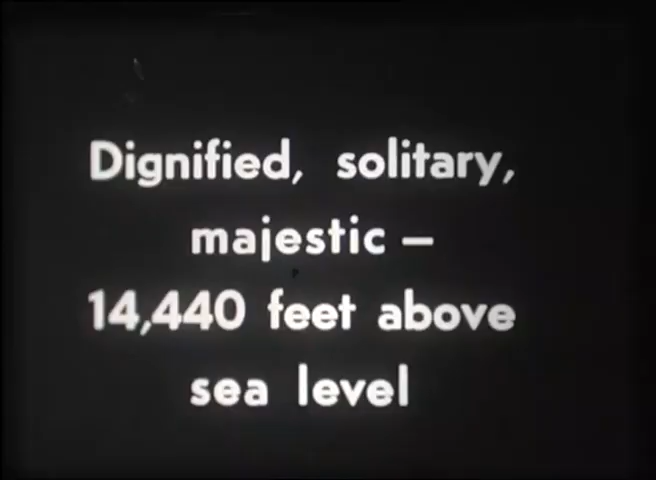 Dignified, solitary,
majestic —
14,440 feet above
sea level